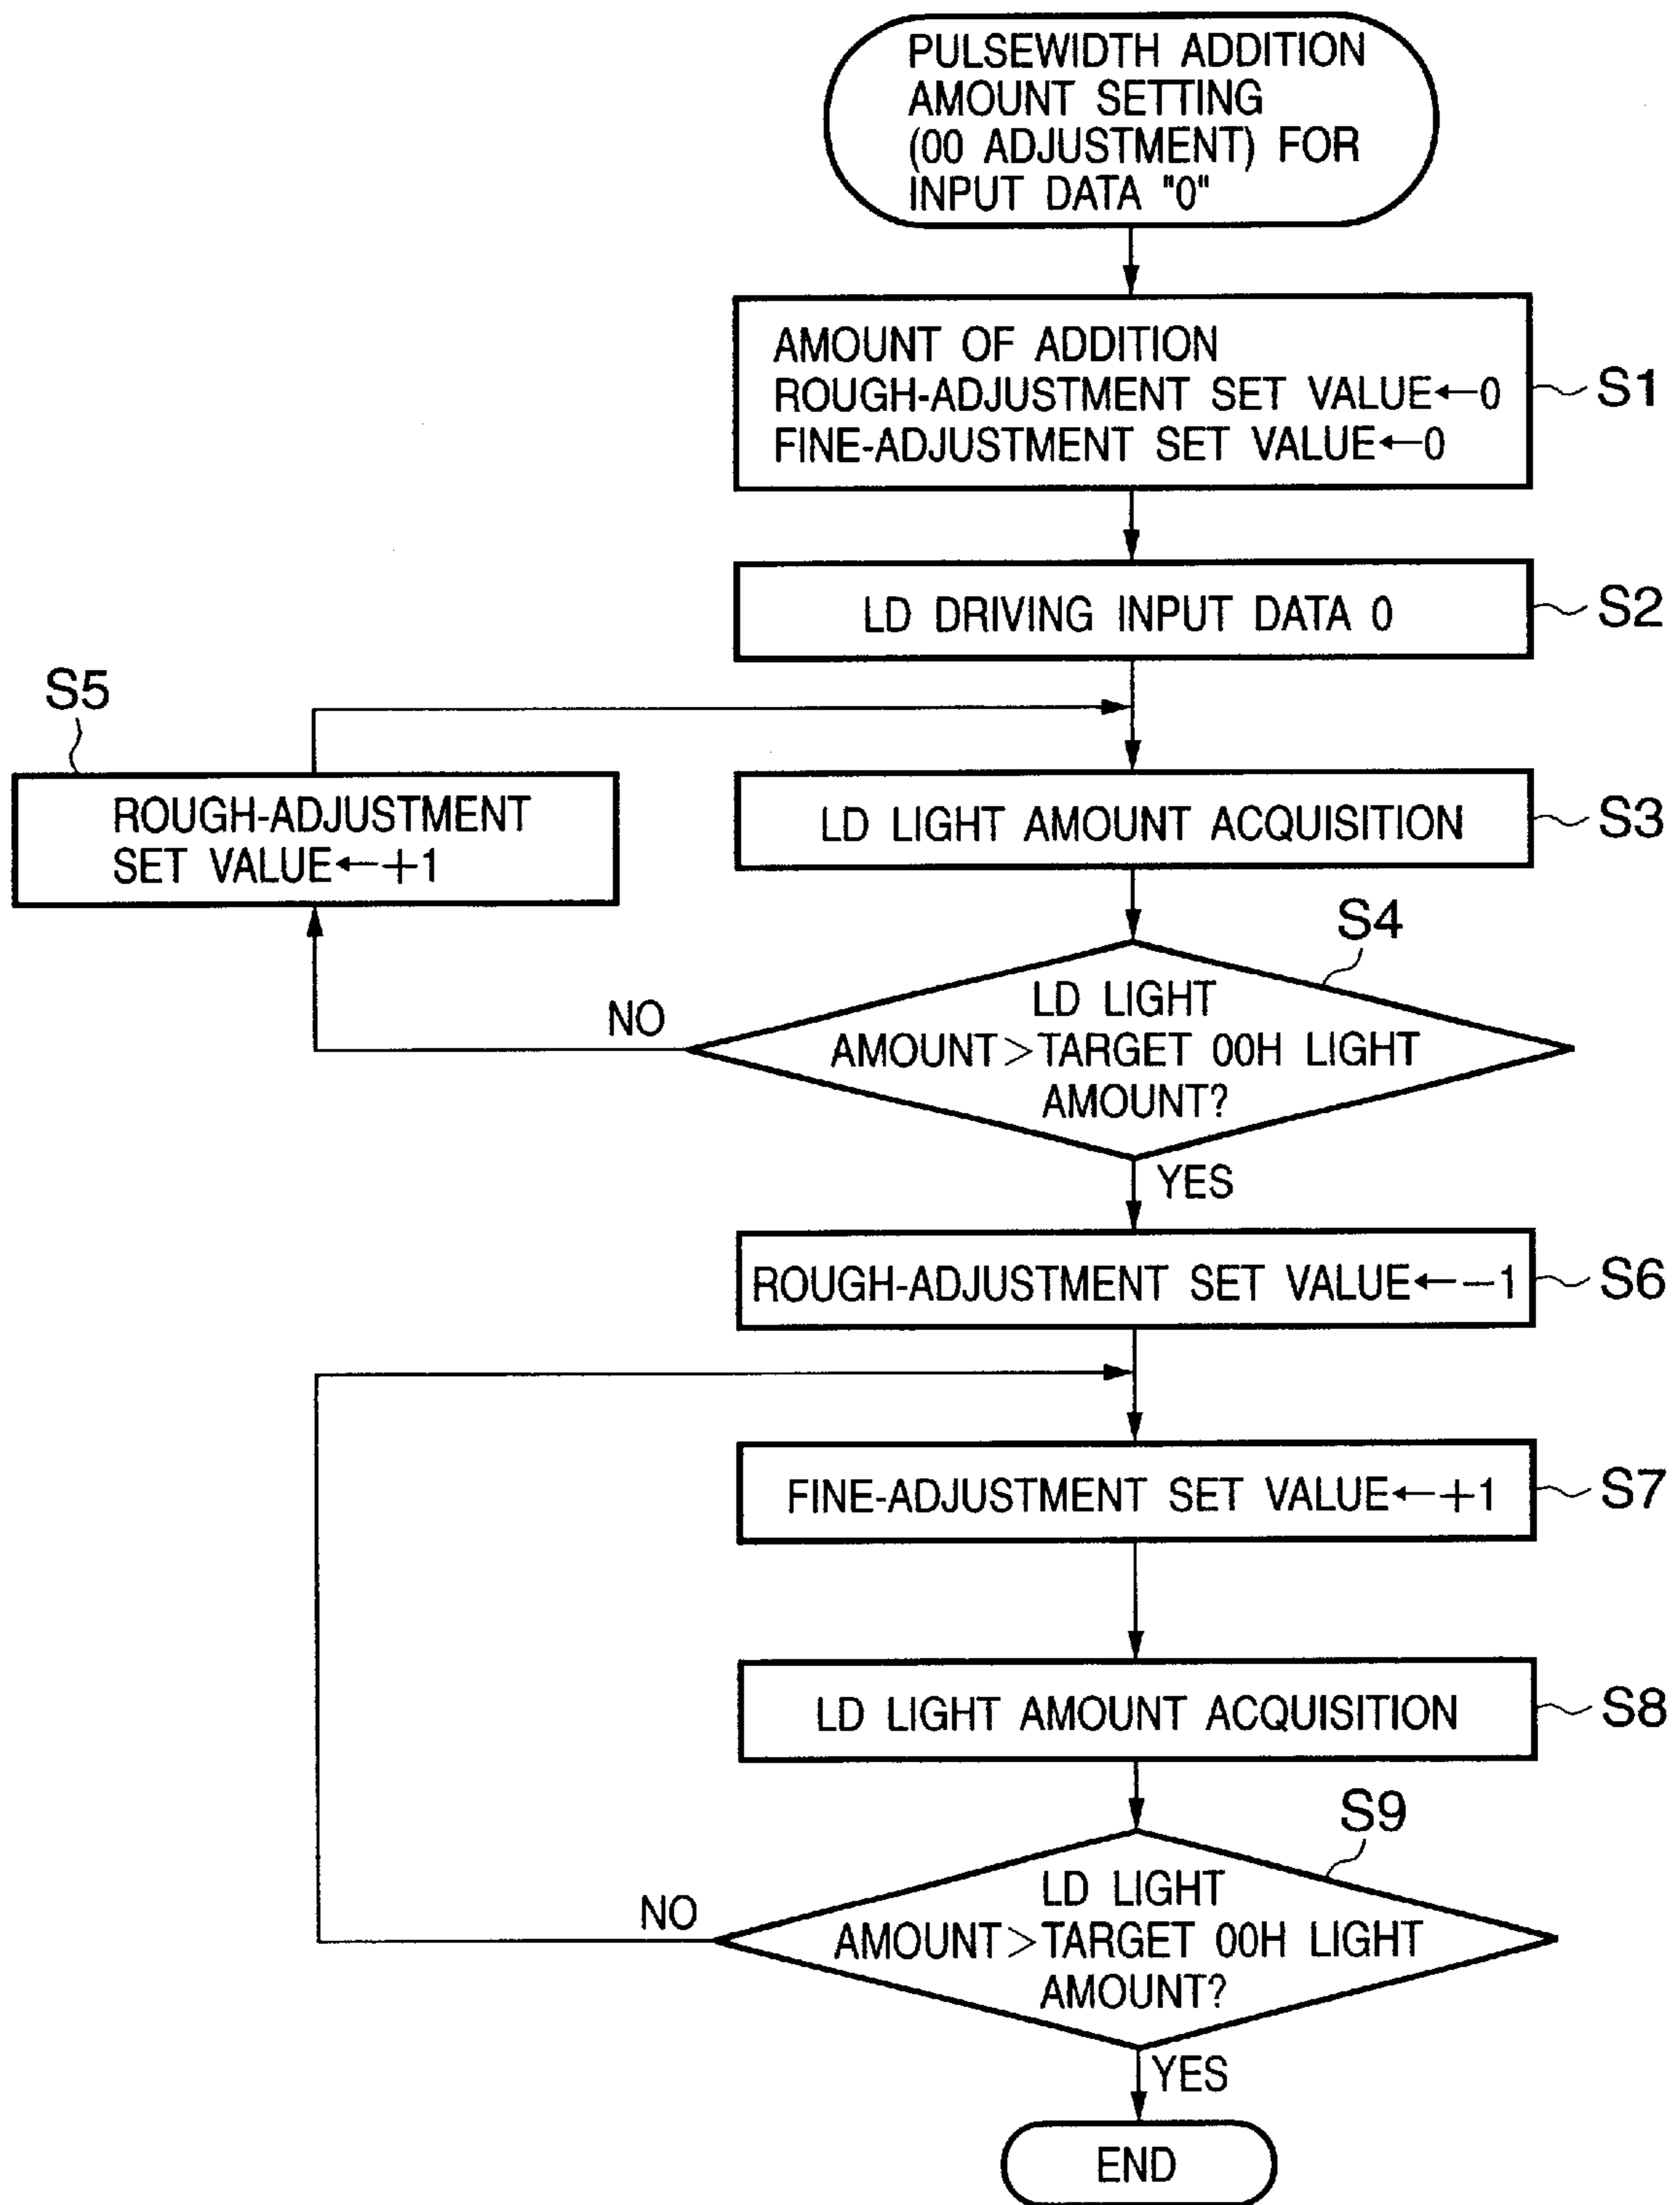 PULSEWIDTH ADDITION
AMOUNT SETTING
(00 ADJUSTMENT) FOR
INPUT DATA "0"
AMOUNT OF ADDITION
ROUGH-ADJUSTMENT SET VALUE←0
FINE-ADJUSTMENT SET VALUE←0
S1
LD DRIVING INPUT DATA 0
S2
S5
ROUGH-ADJUSTMENT
SET VALUE←+1
LD LIGHT AMOUNT ACQUISITION
S3
S4
LD LIGHT
AMOUNT>TARGET 00H LIGHT
AMOUNT?
NO
YES
ROUGH-ADJUSTMENT SET VALUE←−1
S6
FINE-ADJUSTMENT SET VALUE←+1
S7
LD LIGHT AMOUNT ACQUISITION
S8
S9
LD LIGHT
AMOUNT>TARGET 00H LIGHT
AMOUNT?
NO
YES
END